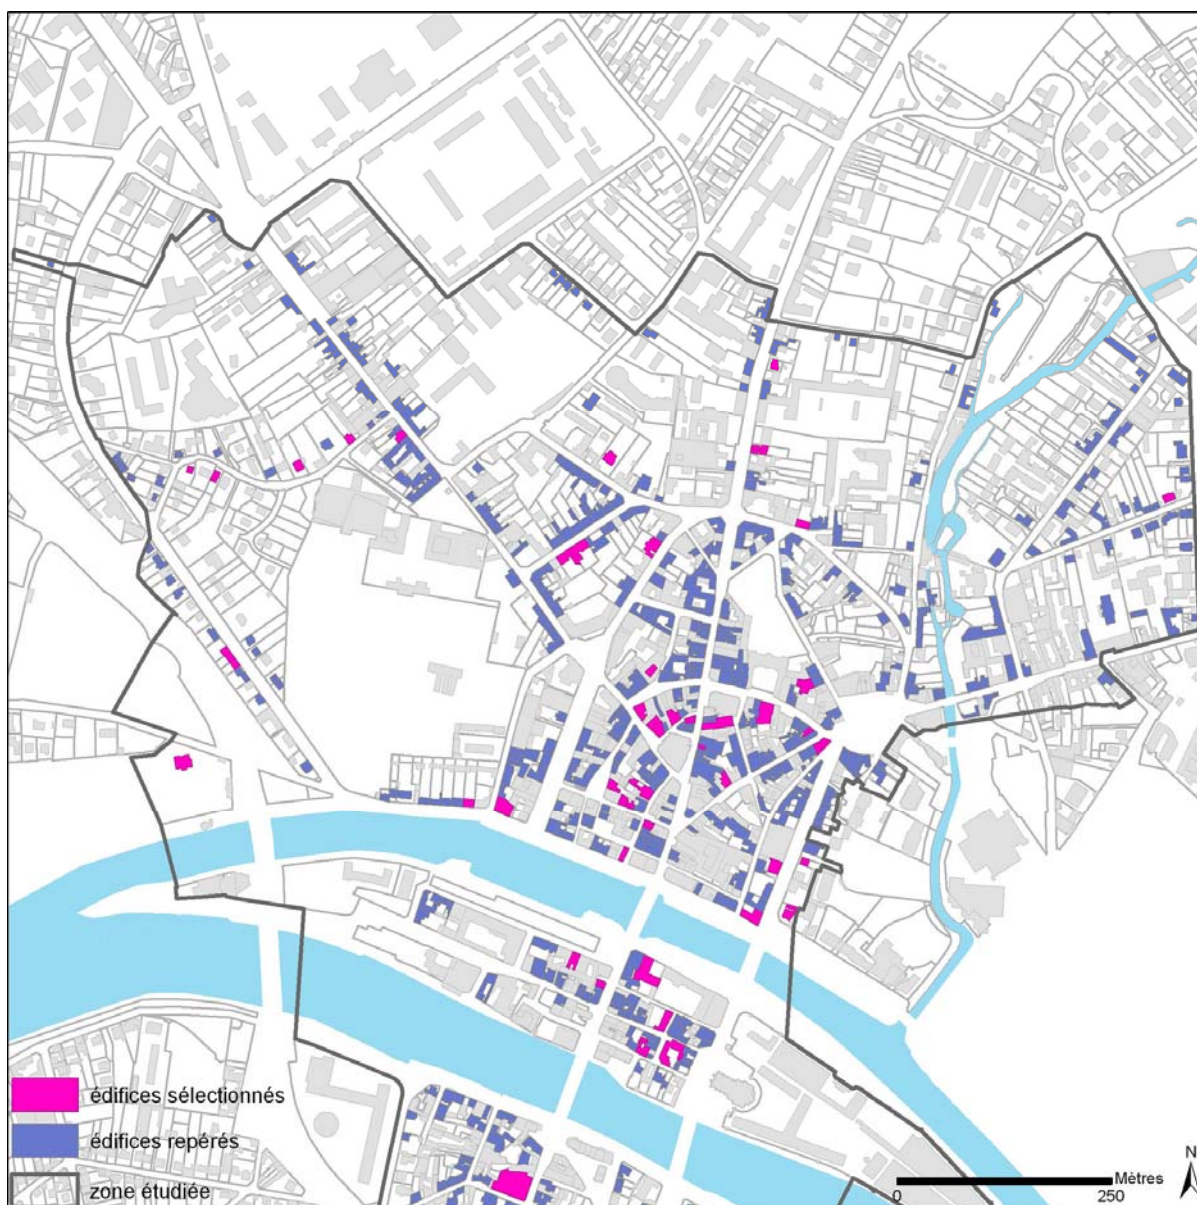 édifices sélectionnés
édifices repérés
zone étudiée
N
Mètres
0 250